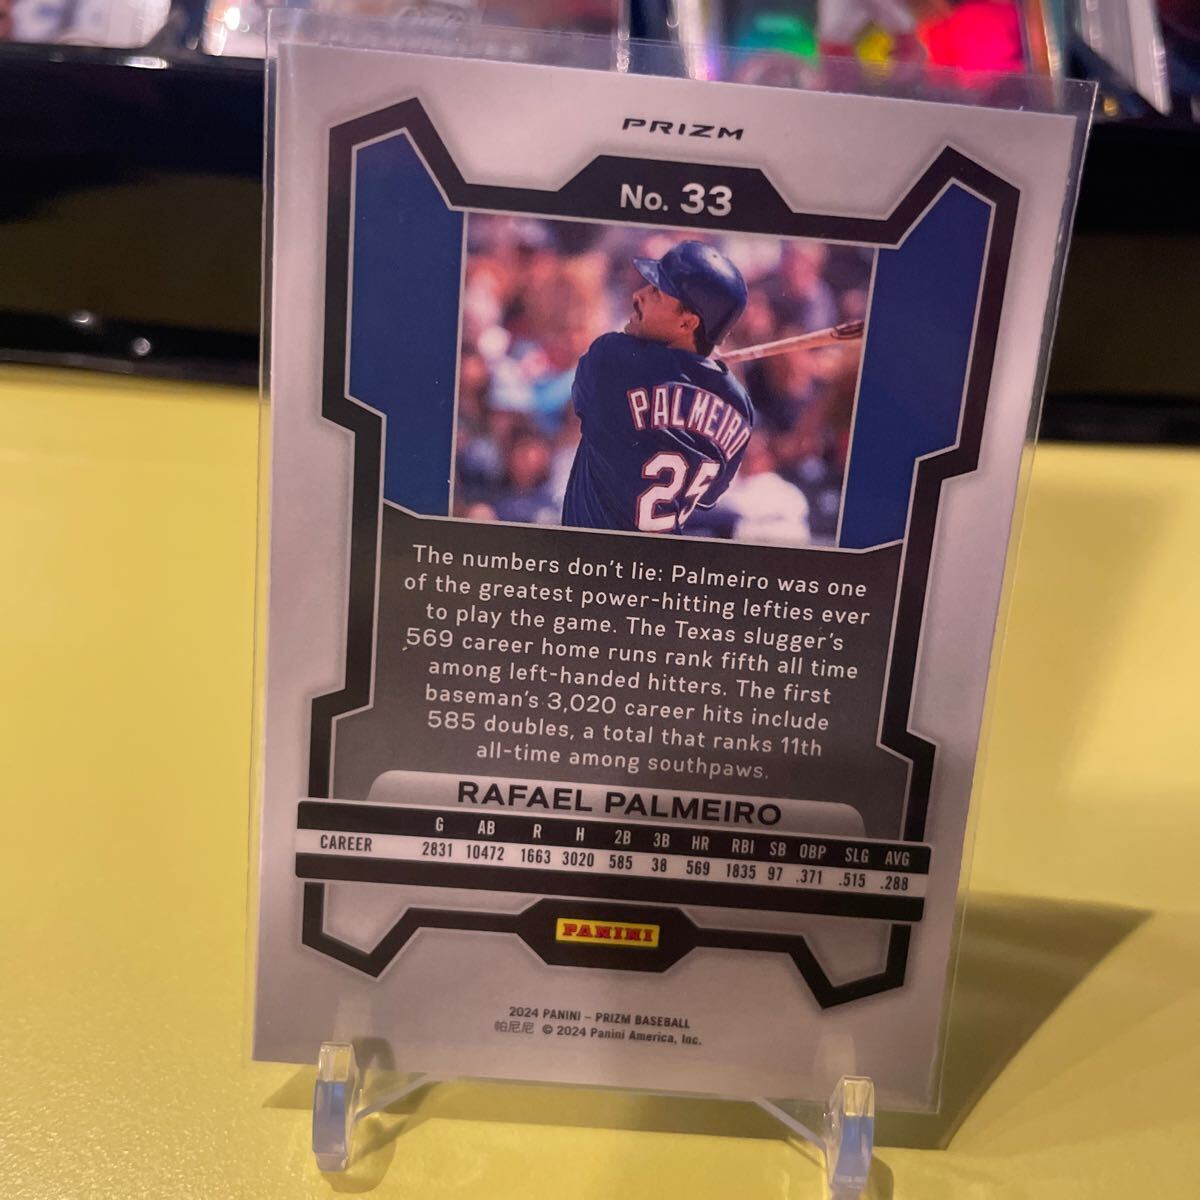 PRIZM
No. 33
PALMEIRO
25
The numbers don't lie: Palmeiro was one
of the greatest power-hitting lefties ever
to play the game. The Texas slugger's
569 career home runs rank fifth all time
among left-handed hitters. The first
baseman's 3,020 career hits include
585 doubles, a total that ranks 11th
all-time among southpaws.
RAFAEL PALMEIRO
G AB R H 2B 3B HR RBI SB OBP SLG AVG
CAREER 2831 10472 1663 3020 585 38 569 1835 97 .371 .515 .288
PANINI
2024 PANINI – PRIZM BASEBALL
帕尼尼 © 2024 Panini America, Inc.